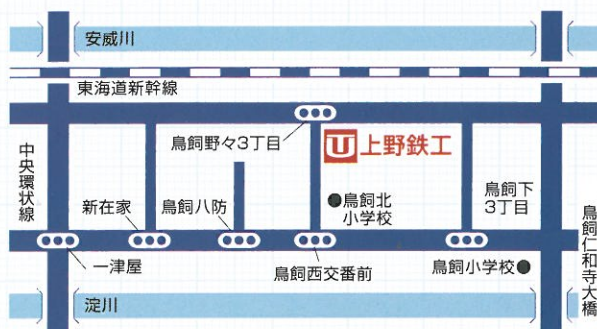 安威川
東海道新幹線
鳥飼野々3丁目
U 上野鉄工
中央環状線
新在家
鳥飼八防
鳥飼北
小学校
鳥飼下
3丁目
一津屋
鳥飼西交番前
鳥飼小学校
鳥飼仁和寺大橋
淀川